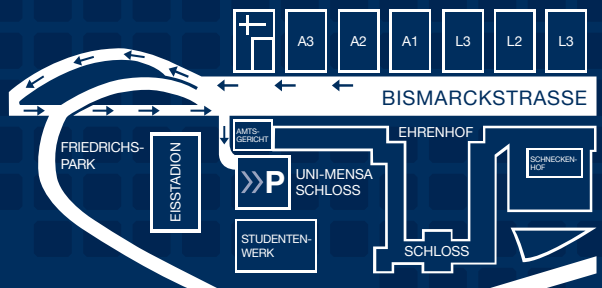 A3
A2
A1
L3
L2
L3
BISMARCKSTRASSE
AMTS-
GERICHT
EHRENHOF
FRIEDRICHS-
PARK
EISSTADION
SCHNECKEN-
HOF
P
UNI-MENSA
SCHLOSS
STUDENTEN-
WERK
SCHLOSS